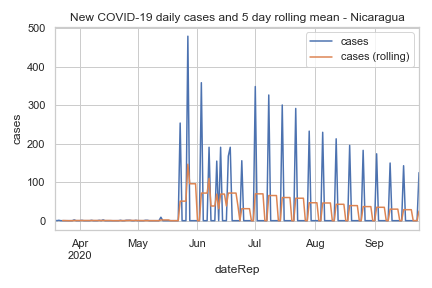 New COVID-19 daily cases and 5 day rolling mean - Nicaragua
cases
cases (rolling)
500
400
300
200
100
0
cases
Apr
2020
May
Jun
Jul
Aug
Sep
dateRep